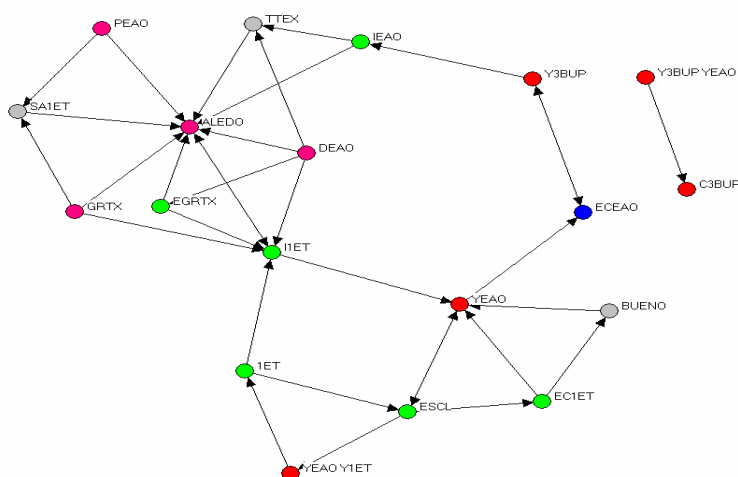 PEAO
TTEX
IEAO
Y3BUP
Y3BUP YEAO
SA1ET
ALEDO
DEAO
C3BUP
GRTX
EGRTX
ECEAO
I1ET
YEAO
BUENO
1ET
ESCL
EC1ET
YEAO Y1ET